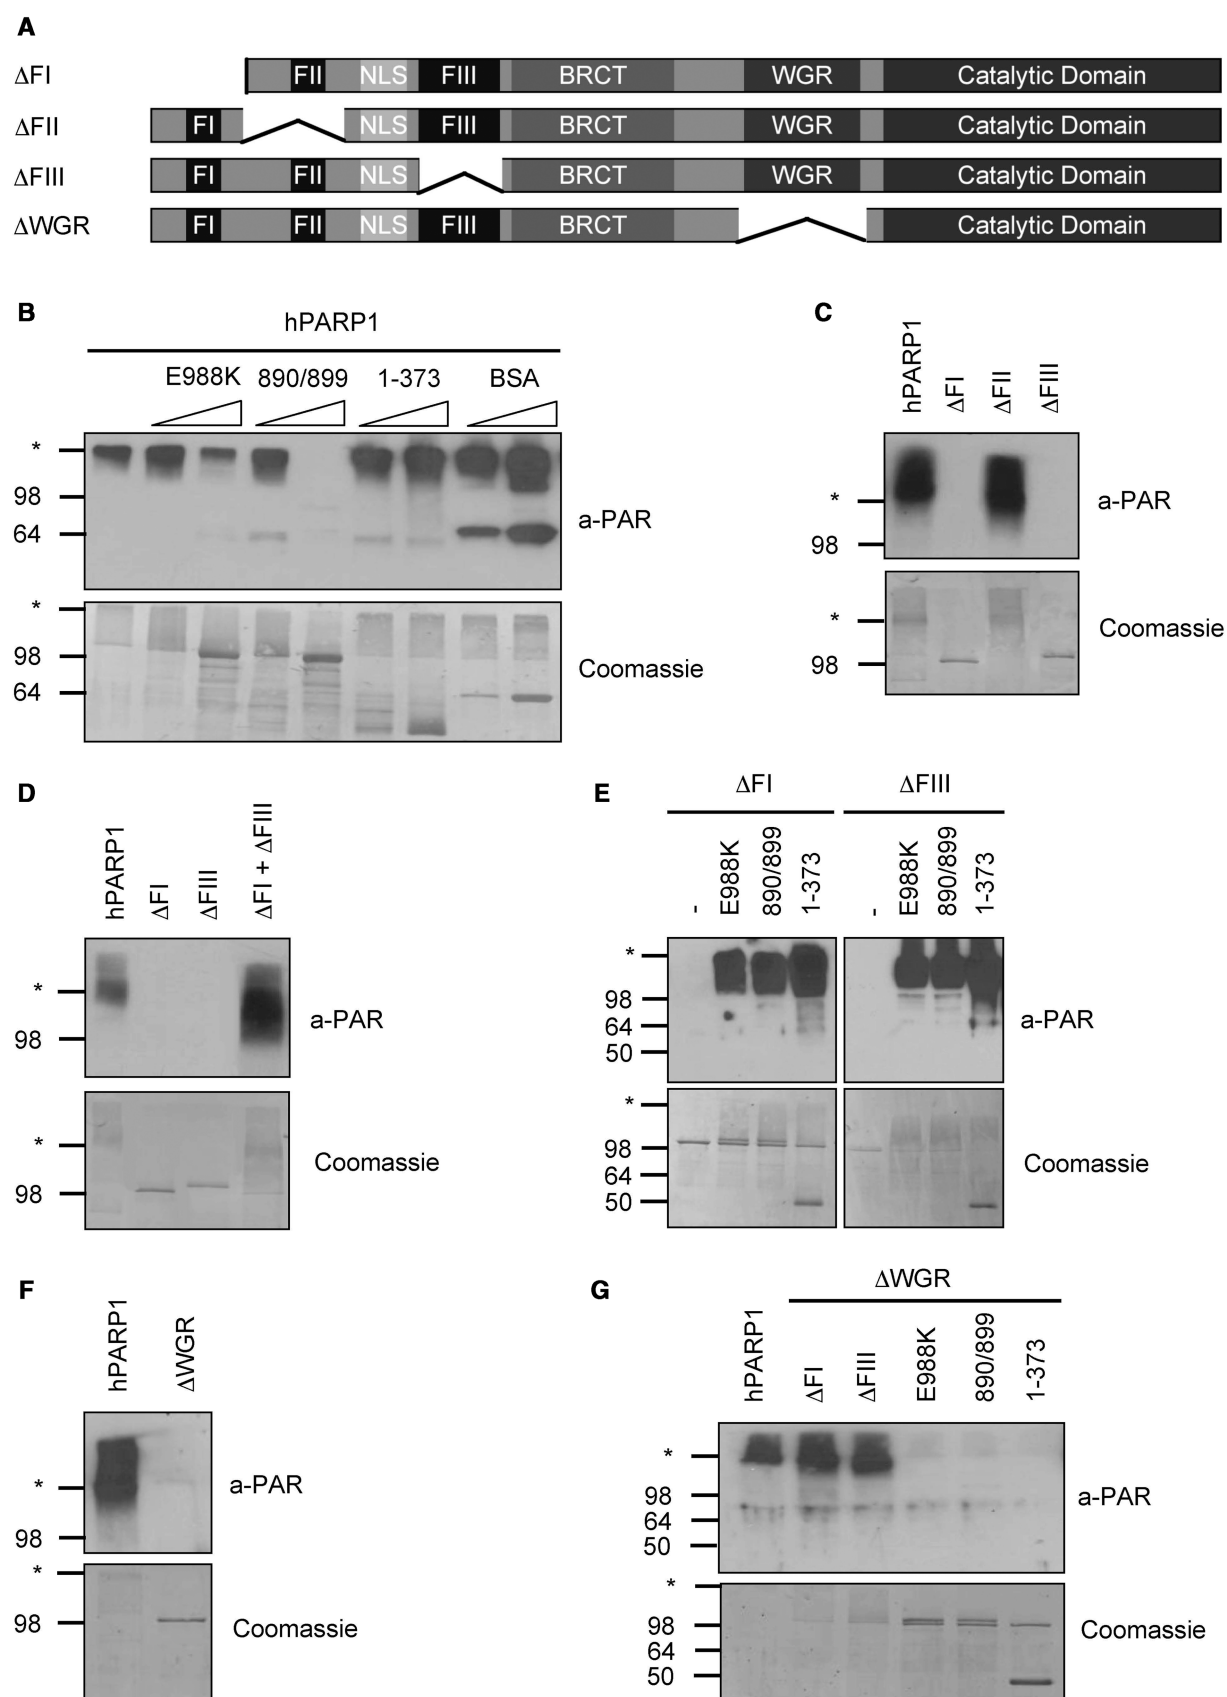 A
ΔFI FII NLS FIII BRCT WGR Catalytic Domain
ΔFII FI NLS FIII BRCT WGR Catalytic Domain
ΔFIII FI FII NLS FIII BRCT WGR Catalytic Domain
ΔWGR FI FII NLS FIII BRCT WGR Catalytic Domain
B
hPARP1
E988K 890/899 1-373 BSA
*
98
64
a-PAR
*
98
64
Coomassie
C
hPARP1 ΔFI ΔFII ΔFIII
*
98
a-PAR
*
98
Coomassie
D
hPARP1 ΔFI ΔFIII ΔFI + ΔFIII
*
98
a-PAR
*
98
Coomassie
E
ΔFI ΔFIII
- E988K 890/899 1-373 - E988K 890/899 1-373
*
98
64
50
a-PAR
*
98
64
50
Coomassie
F
hPARP1 ΔWGR
*
98
a-PAR
*
98
Coomassie
G
ΔWGR
hPARP1 ΔFI ΔFIII E988K 890/899 1-373
*
98
64
50
a-PAR
*
98
64
50
Coomassie